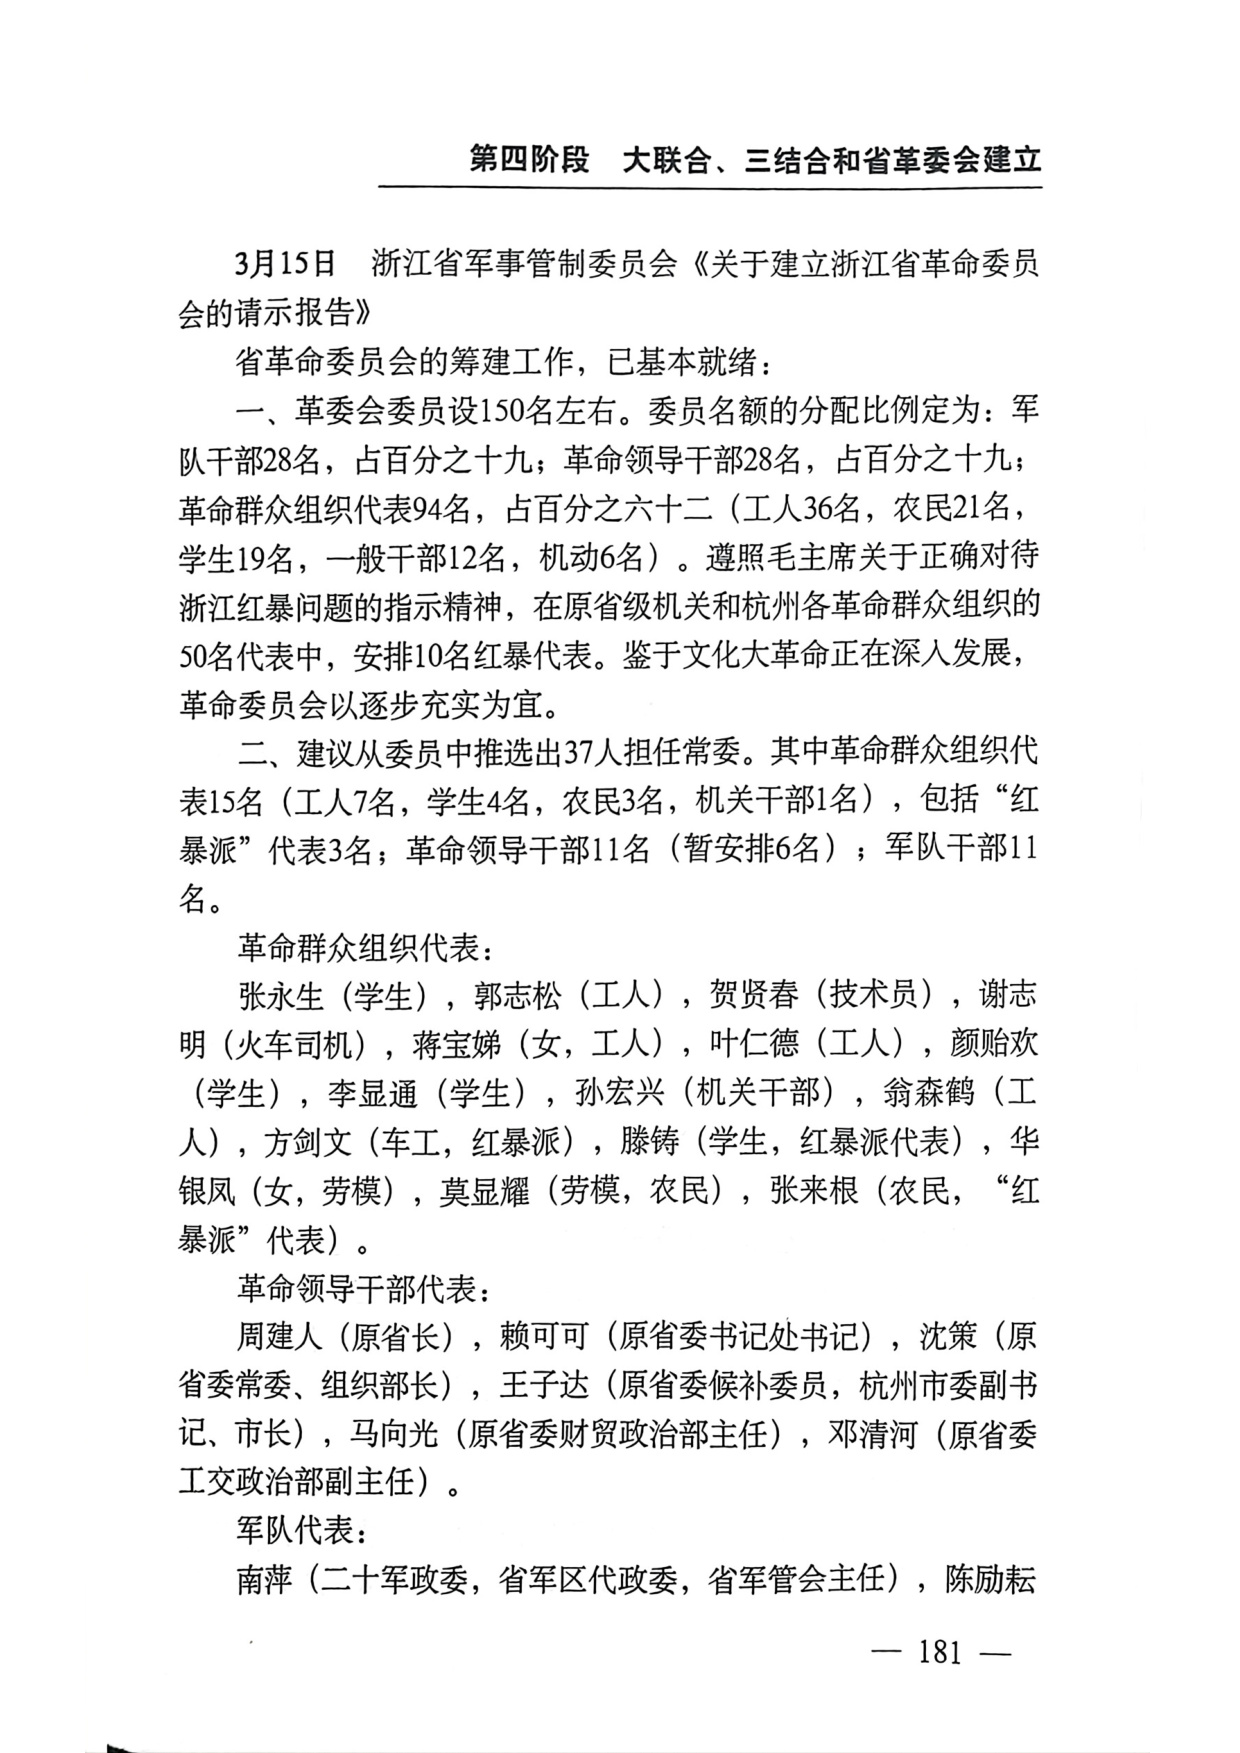 第四阶段　大联合、三结合和省革委会建立
3月15日　浙江省军事管制委员会《关于建立浙江省革命委员
会的请示报告》
省革命委员会的筹建工作，已基本就绪：
一、革委会委员设150名左右。委员名额的分配比例定为：军
队干部28名，占百分之十九；革命领导干部28名，占百分之十九；
革命群众组织代表94名，占百分之六十二（工人36名，农民21名，
学生19名，一般干部12名，机动6名）。遵照毛主席关于正确对待
浙江红暴问题的指示精神，在原省级机关和杭州各革命群众组织的
50名代表中，安排10名红暴代表。鉴于文化大革命正在深入发展，
革命委员会以逐步充实为宜。
二、建议从委员中推选出37人担任常委。其中革命群众组织代
表15名（工人7名，学生4名，农民3名，机关干部1名），包括“红
暴派”代表3名；革命领导干部11名（暂安排6名）；军队干部11
名。
革命群众组织代表：
张永生（学生），郭志松（工人），贺贤春（技术员），谢志
明（火车司机），蒋宝娣（女，工人），叶仁德（工人），颜贻欢
（学生），李显通（学生），孙宏兴（机关干部），翁森鹤（工
人），方剑文（车工，红暴派），滕铸（学生，红暴派代表），华
银凤（女，劳模），莫显耀（劳模，农民），张来根（农民，“红
暴派”代表）。
革命领导干部代表：
周建人（原省长），赖可可（原省委书记处书记），沈策（原
省委常委、组织部长），王子达（原省委候补委员，杭州市委副书
记、市长），马向光（原省委财贸政治部主任），邓清河（原省委
工交政治部副主任）。
军队代表：
南萍（二十军政委，省军区代政委，省军管会主任），陈励耘
— 181 —